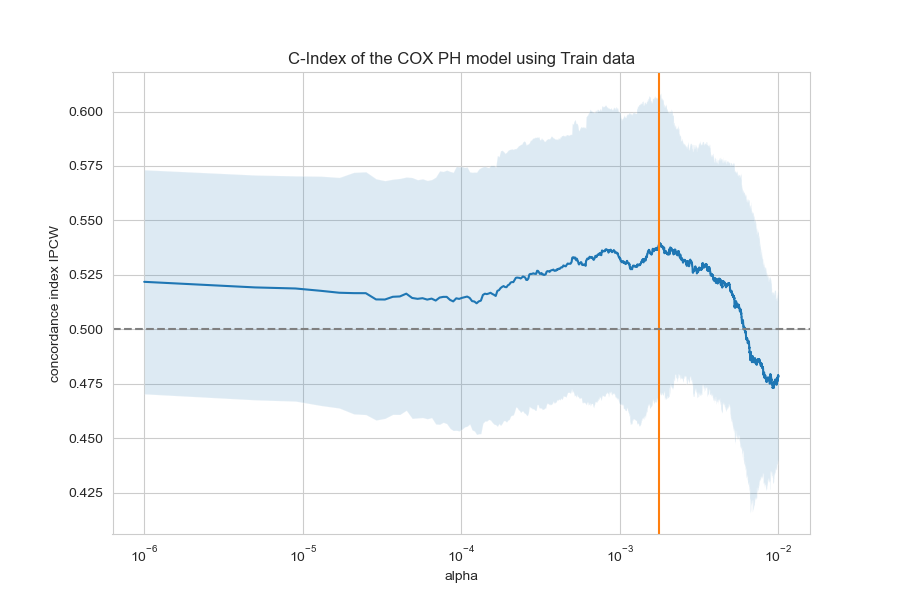 C-Index of the COX PH model using Train data
concordance index IPCW
0.600
0.575
0.550
0.525
0.500
0.475
0.450
0.425
10⁻⁶ 10⁻⁵ 10⁻⁴ 10⁻³ 10⁻²
alpha